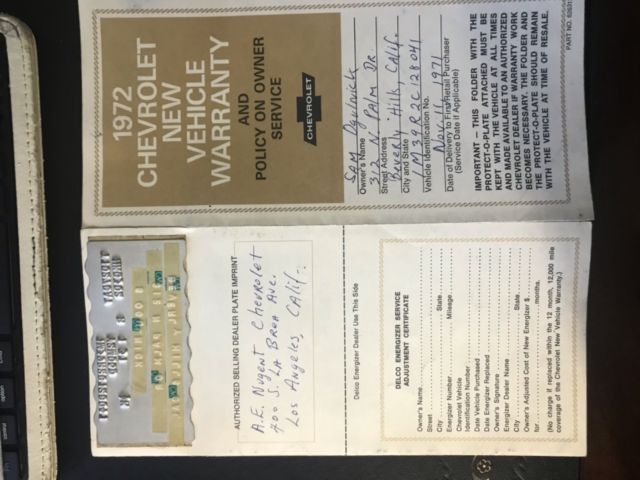 1972
CHEVROLET
NEW
VEHICLE
WARRANTY
AND
POLICY ON OWNER
SERVICE
CHEVROLET
Sam
Owner's Name
312 N. PALM DR
Street Address
Beverly Hills, Calif.
City and State
1M39R2C128041
Vehicle Identification No.
Nov. 1971
Date of Delivery to First Retail Purchaser
(Service Date if Applicable)
IMPORTANT — THIS FOLDER WITH THE
PROTECT-O-PLATE ATTACHED MUST BE
KEPT WITH THE VEHICLE AT ALL TIMES
AND MADE AVAILABLE TO AN AUTHORIZED
CHEVROLET DEALER IF WARRANTY WORK
BECOMES NECESSARY. THE FOLDER AND
THE PROTECT-O-PLATE SHOULD REMAIN
WITH THE VEHICLE AT TIME OF RESALE.
PART NO.
AUTHORIZED SELLING DEALER PLATE IMPRINT
A.E. Nugent Chevrolet
700 S. LA BREA Ave.
Los Angeles Calif.
Delco Energizer Dealer Use This Side
DELCO ENERGIZER SERVICE
ADJUSTMENT CERTIFICATE
Owner's Name
Street
City State
Energizer Number Mileage
Chevrolet Vehicle
Identification Number
Date Vehicle Purchased
Date Energizer Replaced
Owner's Signature
Energizer Dealer Name
City State
Owner's Adjusted Cost of New Energizer $
for months.
(No charge if replaced within the 12 month, 12,000 mile
coverage of the Chevrolet New Vehicle Warranty.)
option
control
Fn